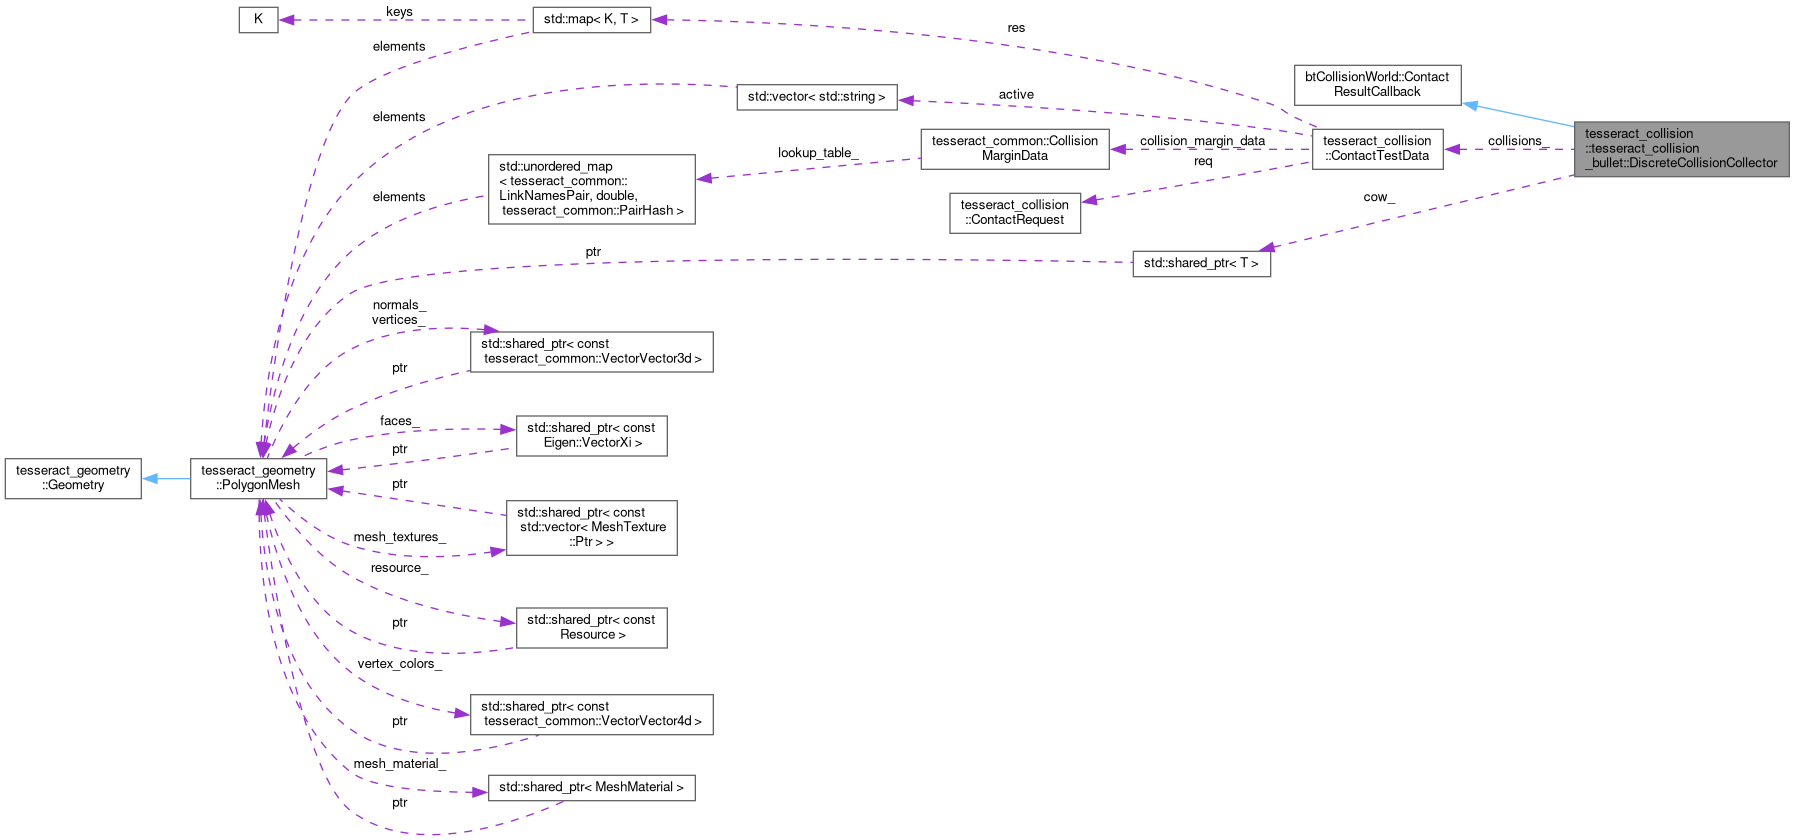 K
keys
std::map< K, T >
res
elements
btCollisionWorld::Contact
ResultCallback
std::vector< std::string >
active
elements
tesseract_collision
::tesseract_collision
_bullet::DiscreteCollisionCollector
collisions_
tesseract_collision
::ContactTestData
collision_margin_data
req
tesseract_common::Collision
MarginData
lookup_table_
std::unordered_map
< tesseract_common::
LinkNamesPair, double,
tesseract_common::PairHash >
elements
tesseract_collision
::ContactRequest
cow_
std::shared_ptr< T >
ptr
normals_
vertices_
std::shared_ptr< const
tesseract_common::VectorVector3d >
ptr
faces_
std::shared_ptr< const
Eigen::VectorXi >
ptr
tesseract_geometry
::Geometry
tesseract_geometry
::PolygonMesh
ptr
std::shared_ptr< const
std::vector< MeshTexture
::Ptr > >
mesh_textures_
resource_
std::shared_ptr< const
Resource >
ptr
vertex_colors_
std::shared_ptr< const
tesseract_common::VectorVector4d >
ptr
mesh_material_
std::shared_ptr< MeshMaterial >
ptr